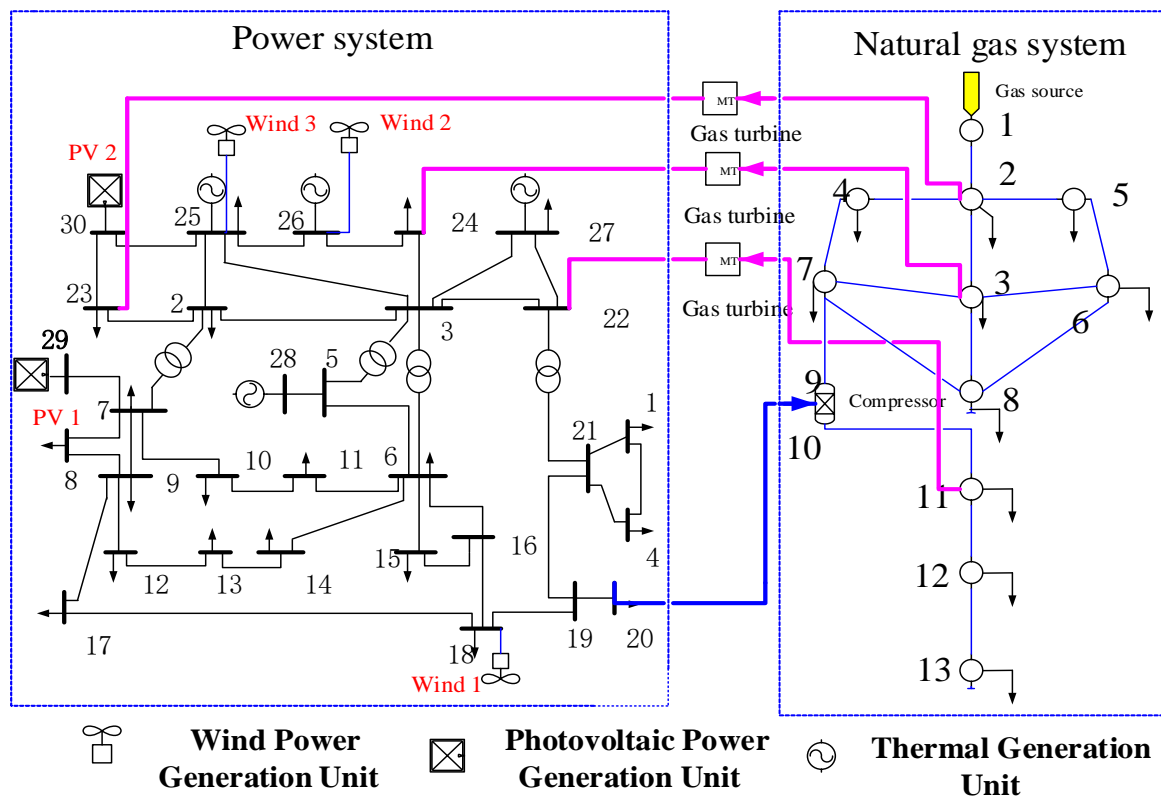 Power system
Natural gas system
Wind 3
Wind 2
MT
Gas source
PV 2
Gas turbine
1
MT
2
4
5
25
26
24
Gas turbine
30
27
MT
7
3
23
2
3
22
Gas turbine
6
29
28
5
9
Compressor
8
PV 1
7
1
10
8
9
10
11
6
21
11
16
4
12
13
14
15
12
17
18
19
20
13
Wind 1
Wind Power
Generation Unit
Photovoltaic Power
Generation Unit
Thermal Generation
Unit